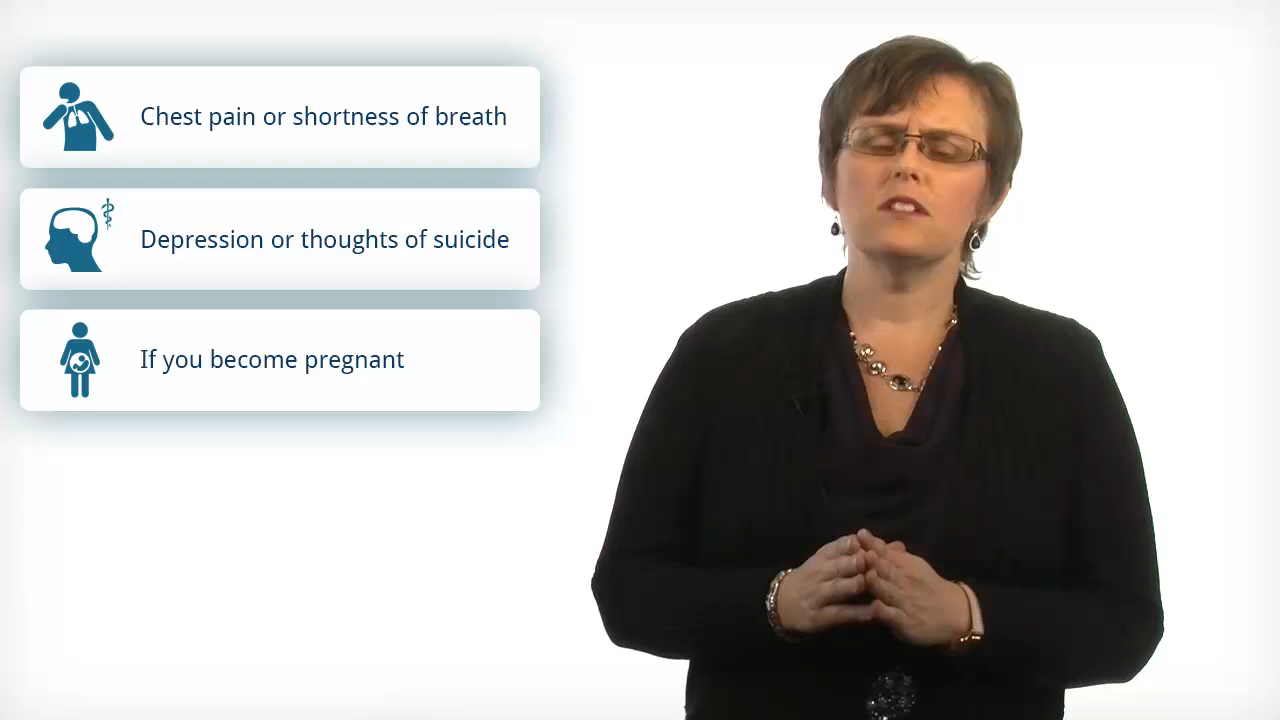 Chest pain or shortness of breath
Depression or thoughts of suicide
If you become pregnant